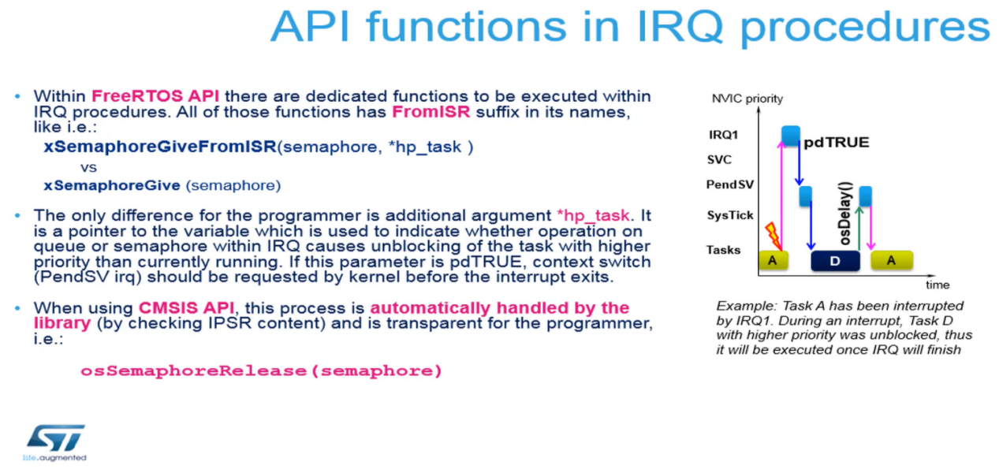 API functions in IRQ procedures
• Within FreeRTOS API there are dedicated functions to be executed within
IRQ procedures. All of those functions has FromISR suffix in its names,
like i.e.:
xSemaphoreGiveFromISR(semaphore, *hp_task )
vs
xSemaphoreGive (semaphore)
• The only difference for the programmer is additional argument *hp_task. It
is a pointer to the variable which is used to indicate whether operation on
queue or semaphore within IRQ causes unblocking of the task with higher
priority than currently running. If this parameter is pdTRUE, context switch
(PendSV irq) should be requested by kernel before the interrupt exits.
• When using CMSIS API, this process is automatically handled by the
library (by checking IPSR content) and is transparent for the programmer,
i.e.:
osSemaphoreRelease(semaphore)
NVIC priority
IRQ1
pdTRUE
SVC
PendSV
osDelay()
SysTick
Tasks
A
D
A
time
Example: Task A has been interrupted
by IRQ1. During an interrupt, Task D
with higher priority was unblocked, thus
it will be executed once IRQ will finish
ST
life.augmented